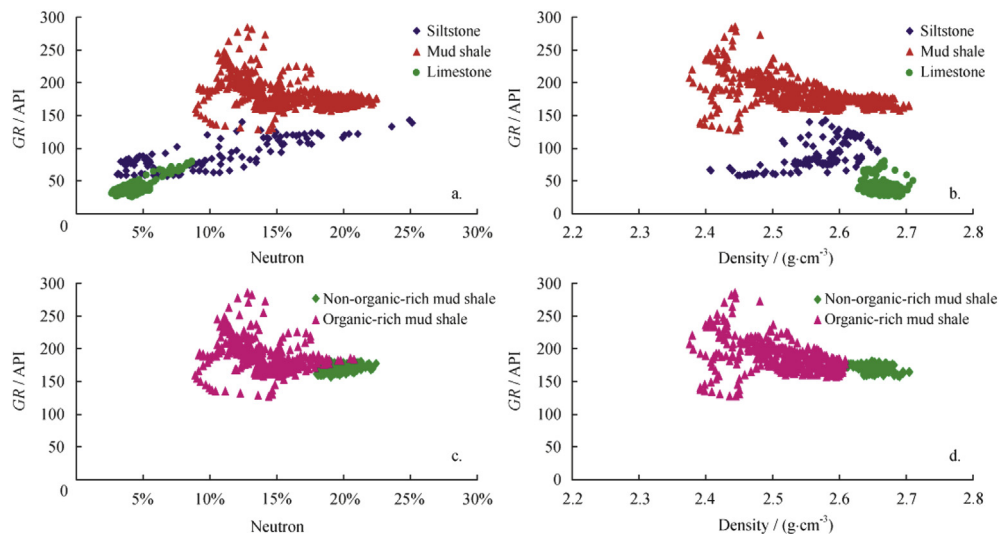 300
250
200
150
100
50
0
GR / API
Siltstone
Mud shale
Limestone
a.
5% 10% 15% 20% 25% 30%
Neutron
300
250
200
150
100
50
0
GR / API
Siltstone
Mud shale
Limestone
b.
2.2 2.3 2.4 2.5 2.6 2.7 2.8
Density / (g·cm⁻³)
300
250
200
150
100
50
0
GR / API
Non-organic-rich mud shale
Organic-rich mud shale
c.
5% 10% 15% 20% 25% 30%
Neutron
300
250
200
150
100
50
0
GR / API
Non-organic-rich mud shale
Organic-rich mud shale
d.
2.2 2.3 2.4 2.5 2.6 2.7 2.8
Density / (g·cm⁻³)